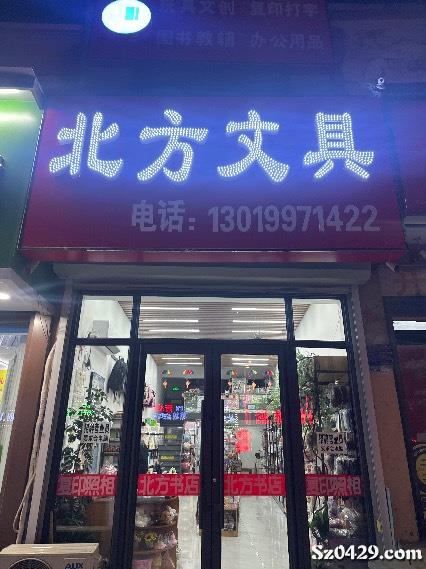 玩具文创 复印打字
图书教辅 办公用品
北方文具
电话：13019971422
复印照相 北方书店 北方书店 复印照相
AUX
Sz0429.com